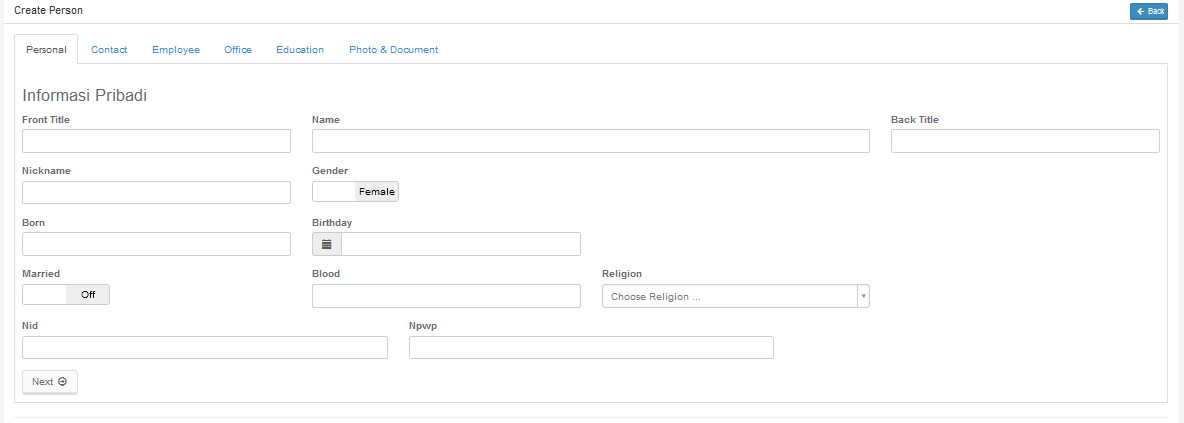 Create Person
Back
Personal Contact Employee Office Education Photo & Document
Informasi Pribadi
Front Title Name Back Title
Nickname Gender
Female
Born Birthday
Married Blood Religion
Off Choose Religion ...
Nid Npwp
Next